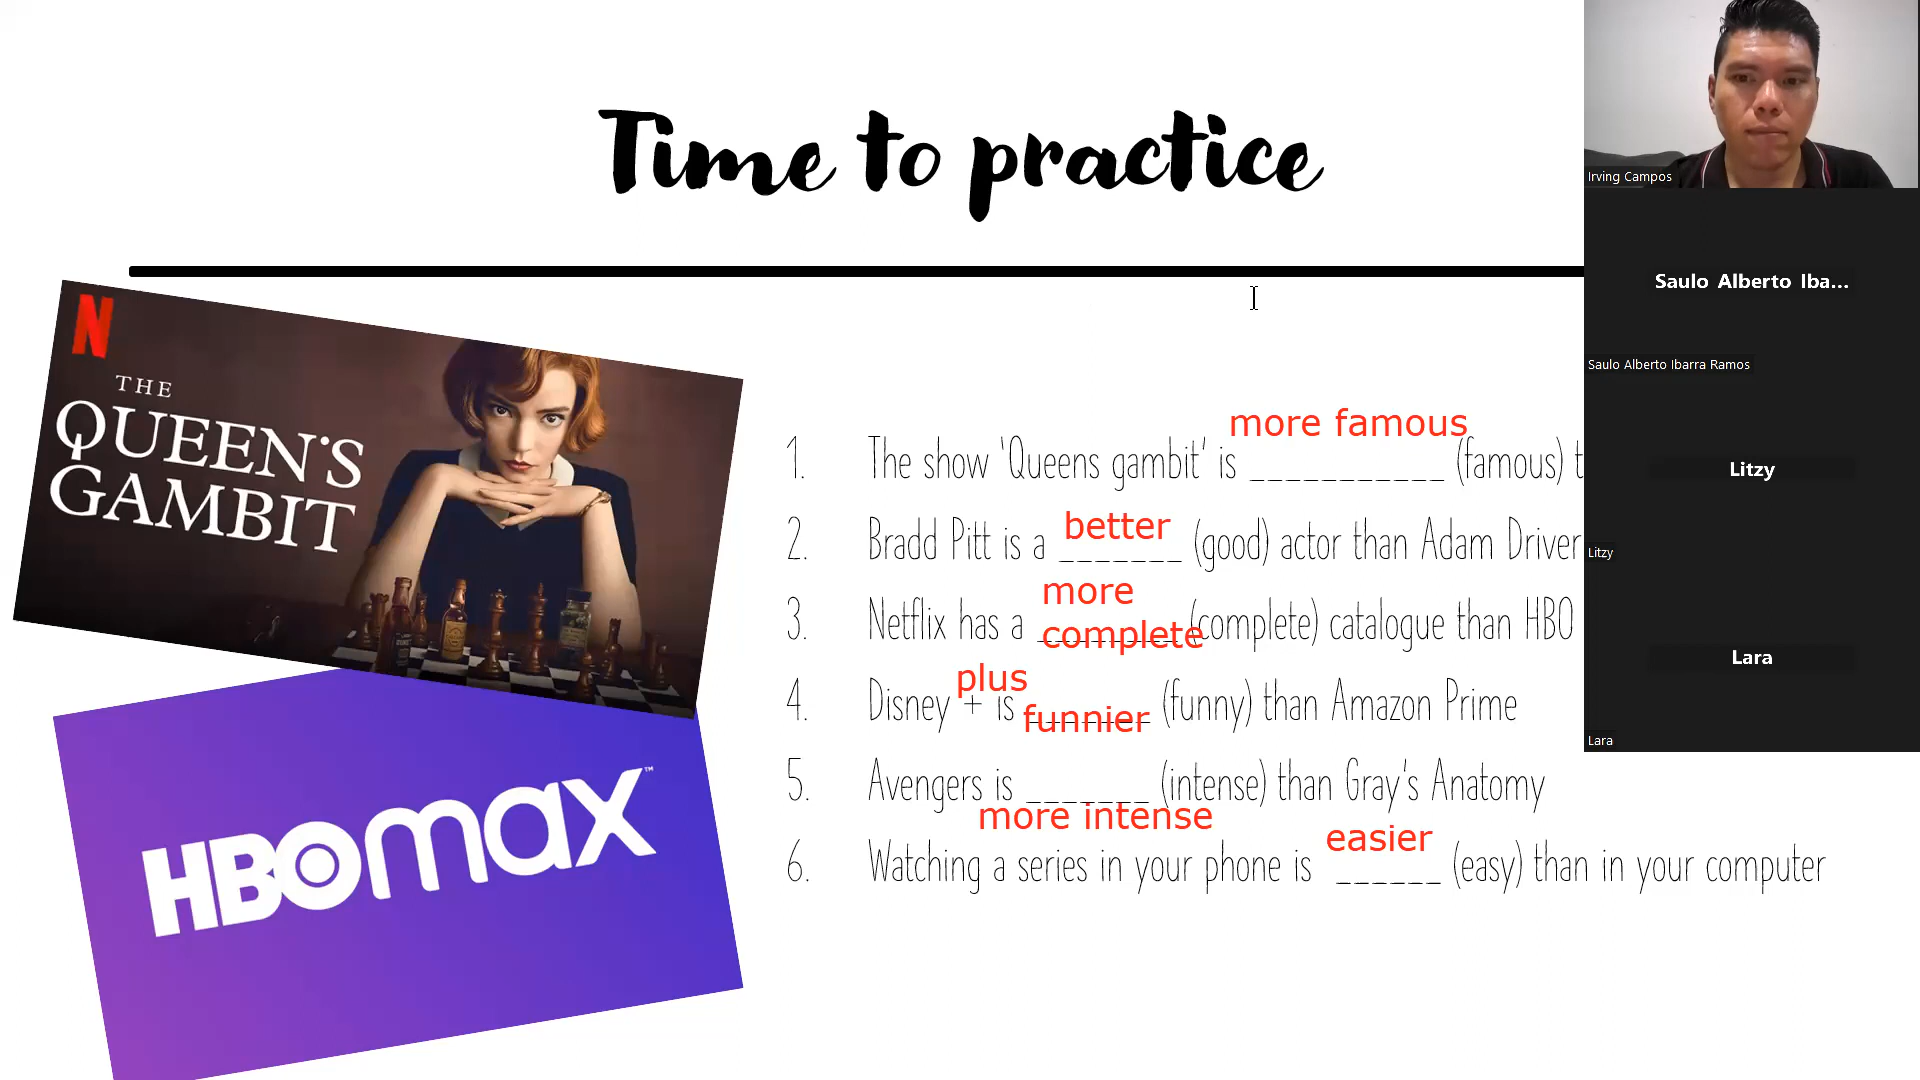 Time to practice
N
THE
QUEEN'S
GAMBIT
HBOmax™
more famous
1. The show 'Queens gambit' is ___________ (famous) t
better
2. Bradd Pitt is a _______ (good) actor than Adam Driver
more
complete
3. Netflix has a ________ (complete) catalogue than HBO
plus
4. Disney + is _______ (funny) than Amazon Prime
funnier
5. Avengers is _______ (intense) than Gray's Anatomy
more intense
easier
6. Watching a series in your phone is ______ (easy) than in your computer
Irving Campos
Saulo Alberto Iba...
Saulo Alberto Ibarra Ramos
Litzy
Litzy
Lara
Lara